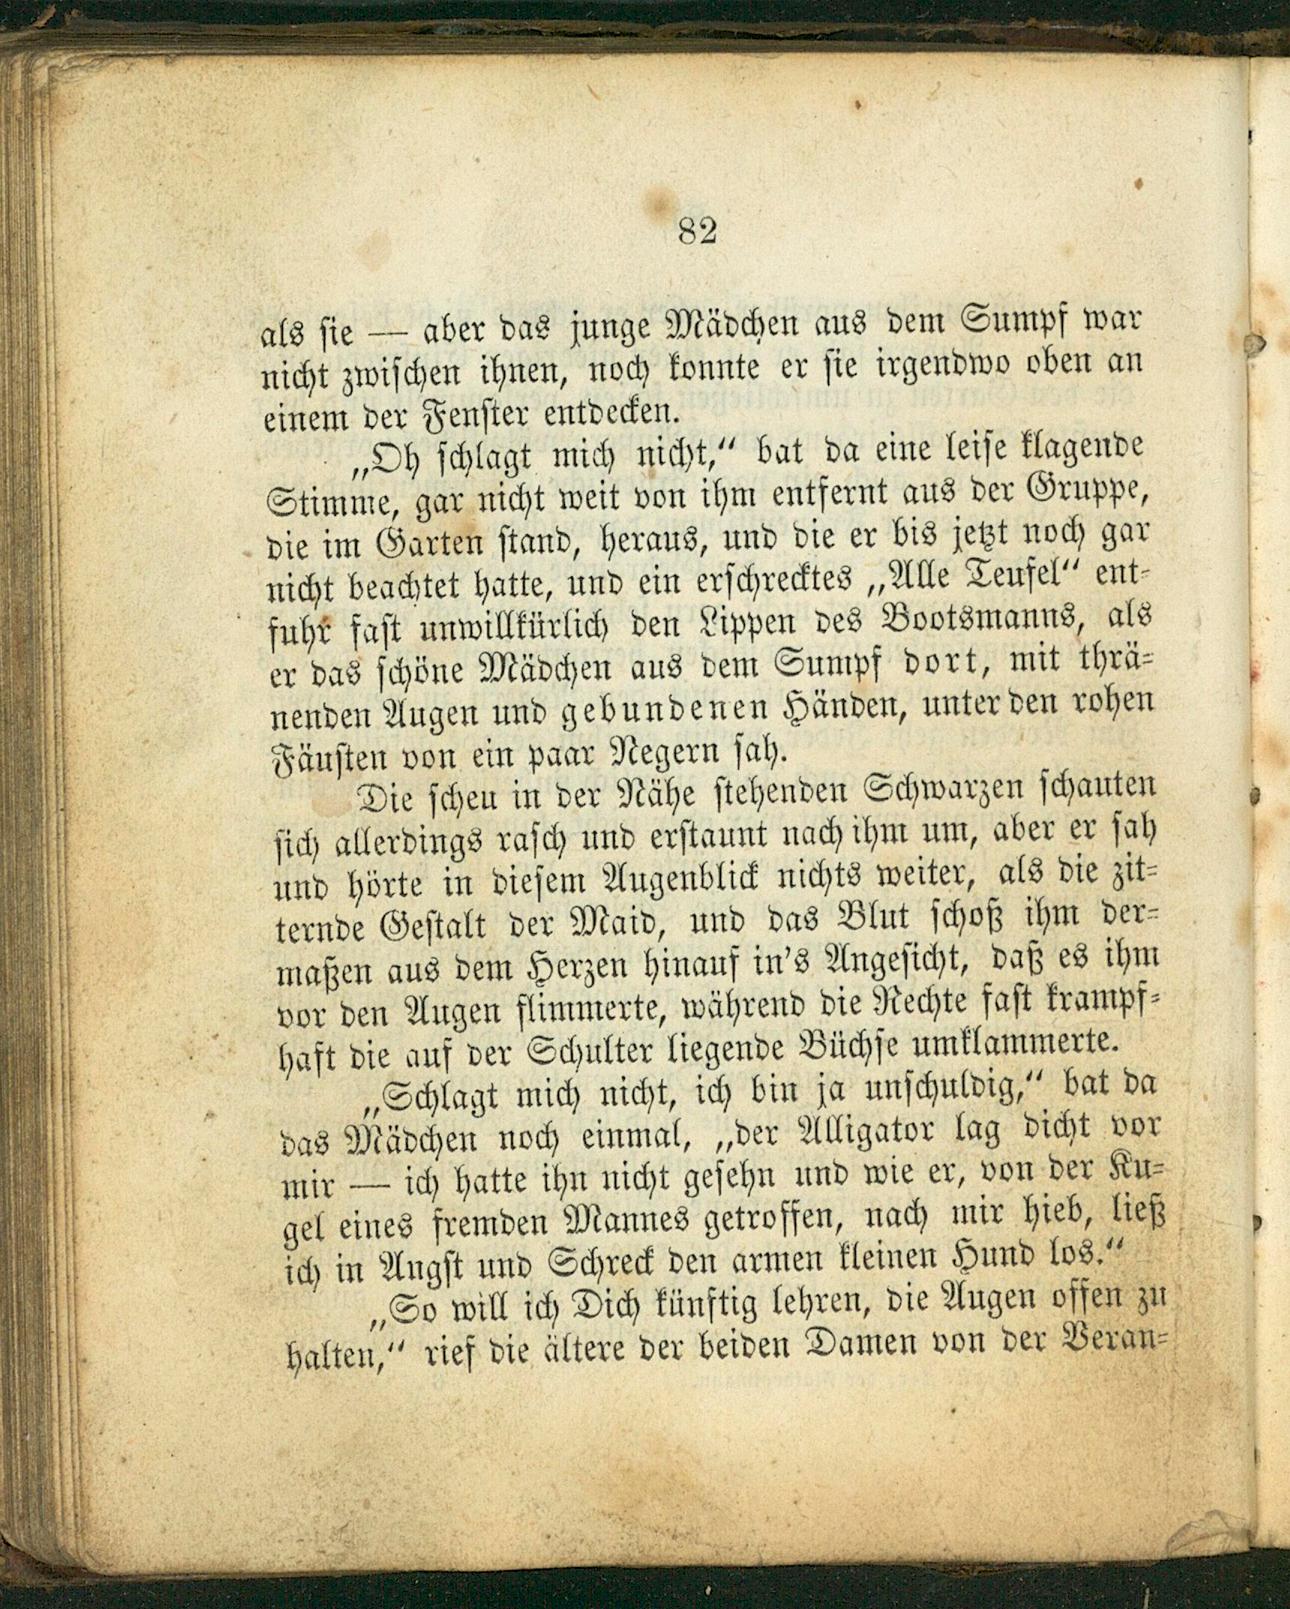 82
als sie — aber das junge Mädchen aus dem Sumpf war
nicht zwischen ihnen, noch konnte er sie irgendwo oben an
einem der Fenster entdecken.
„Oh schlagt mich nicht,“ bat da eine leise klagende
Stimme, gar nicht weit von ihm entfernt aus der Gruppe,
die im Garten stand, heraus, und die er bis jetzt noch gar
nicht beachtet hatte, und ein erschrecktes „Alle Teufel“ ent-
fuhr fast unwillkürlich den Lippen des Bootsmanns, als
er das schöne Mädchen aus dem Sumpf dort, mit thrä-
nenden Augen und gebundenen Händen, unter den rohen
Fäusten von ein paar Negern sah.
Die scheu in der Nähe stehenden Schwarzen schauten
sich allerdings rasch und erstaunt nach ihm um, aber er sah
und hörte in diesem Augenblick nichts weiter, als die zit-
ternde Gestalt der Maid, und das Blut schoß ihm der-
maßen aus dem Herzen hinauf in's Angesicht, daß es ihm
vor den Augen flimmerte, während die Rechte fast krampf-
haft die auf der Schulter liegende Büchse umklammerte.
„Schlagt mich nicht, ich bin ja unschuldig,“ bat da
das Mädchen noch einmal, „der Alligator lag dicht vor
mir — ich hatte ihn nicht gesehn und wie er, von der Ku-
gel eines fremden Mannes getroffen, nach mir hieb, ließ
ich in Angst und Schreck den armen kleinen Hund los.“
„So will ich Dich künftig lehren, die Augen offen zu
halten,“ rief die ältere der beiden Damen von der Veran-